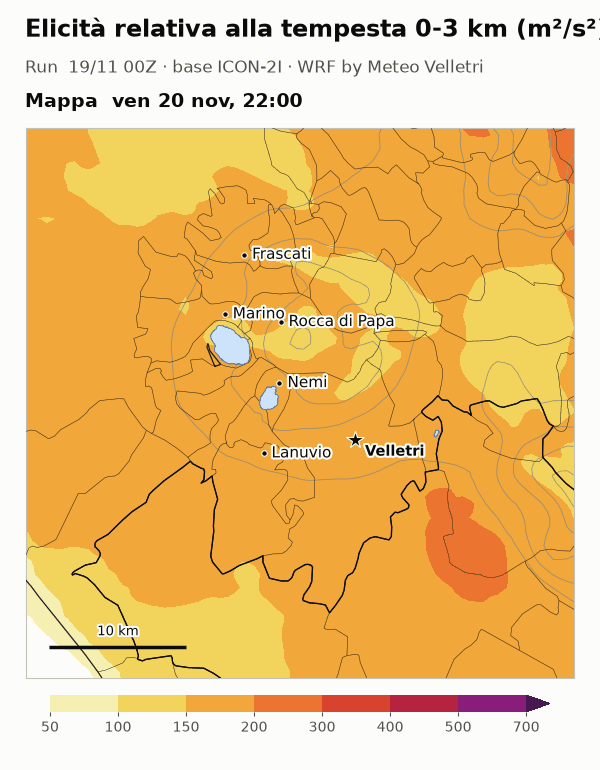 Elicità relativa alla tempesta 0-3 km (m²/s²)
Run  19/11 00Z · base ICON-2I · WRF by Meteo Velletri
Mappa  ven 20 nov, 22:00
Frascati
Marino
Rocca di Papa
Nemi
Velletri
Lanuvio
10 km
50 100 150 200 300 400 500 700